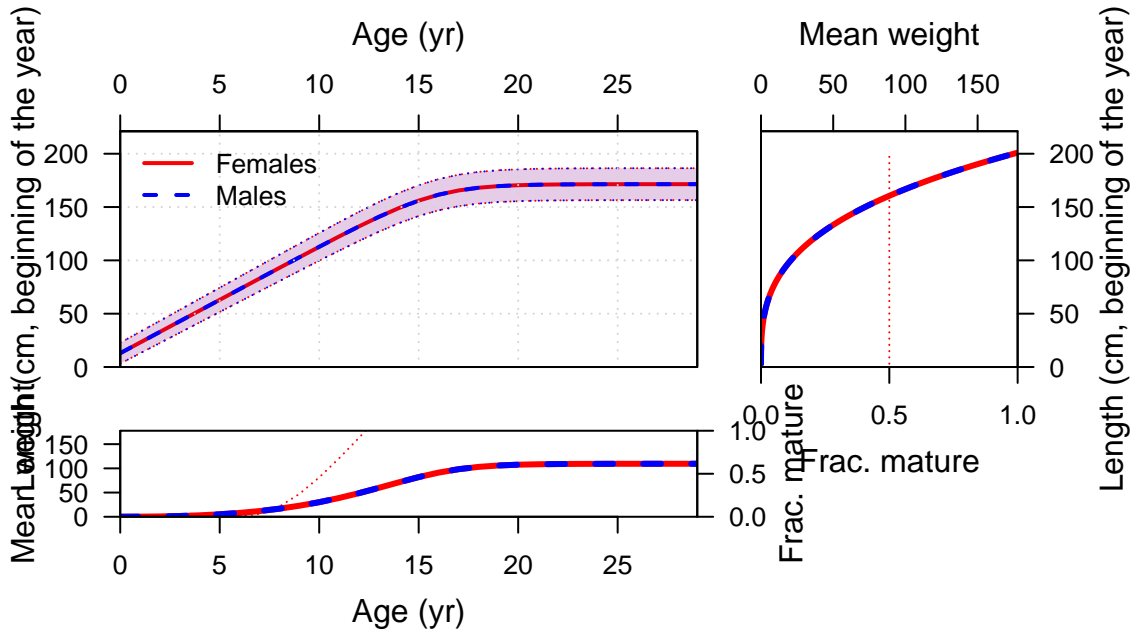 Age (yr)
Mean weight
0 5 10 15 20 25
0 50 100 150
Length (cm, beginning of the year)
200
150
100
50
0
Females
Males
200
150
100
50
0
Length (cm, beginning of the year)
0.0 0.5 1.0
Frac. mature
Mean weight
150
100
50
0
1.0
0.5
0.0
Frac. mature
0 5 10 15 20 25
Age (yr)